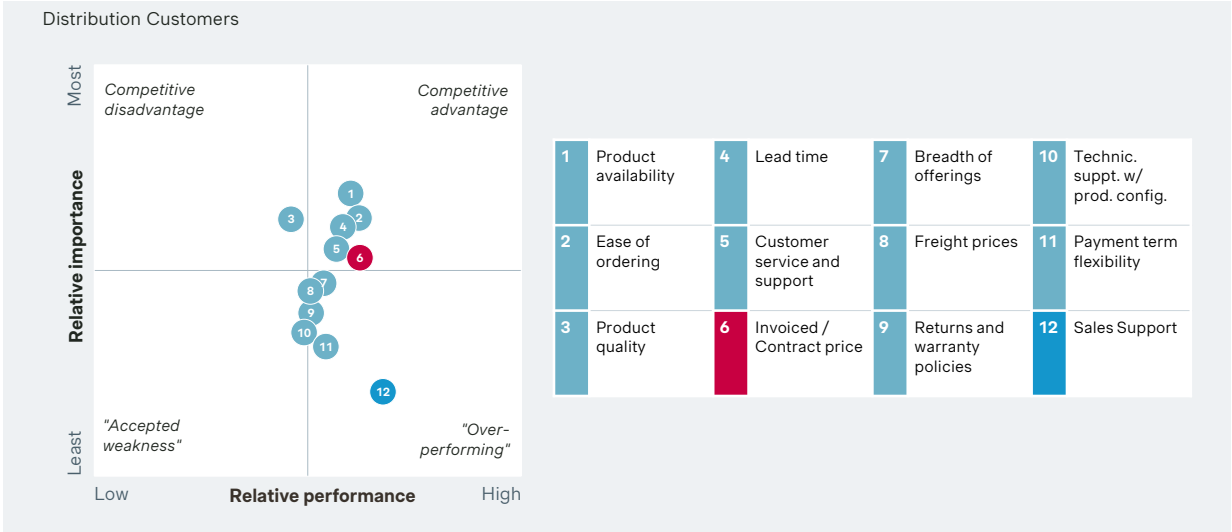 Distribution Customers
Most
Relative importance
Least
Competitive
disadvantage
Competitive
advantage
1
2
3
4
5
6
7
8
9
10
11
12
"Accepted
weakness"
"Over-
performing"
Low
Relative performance
High
1
Product
availability
4
Lead time
7
Breadth of
offerings
10
Technic.
suppt. w/
prod. config.
2
Ease of
ordering
5
Customer
service and
support
8
Freight prices
11
Payment term
flexibility
3
Product
quality
6
Invoiced /
Contract price
9
Returns and
warranty
policies
12
Sales Support